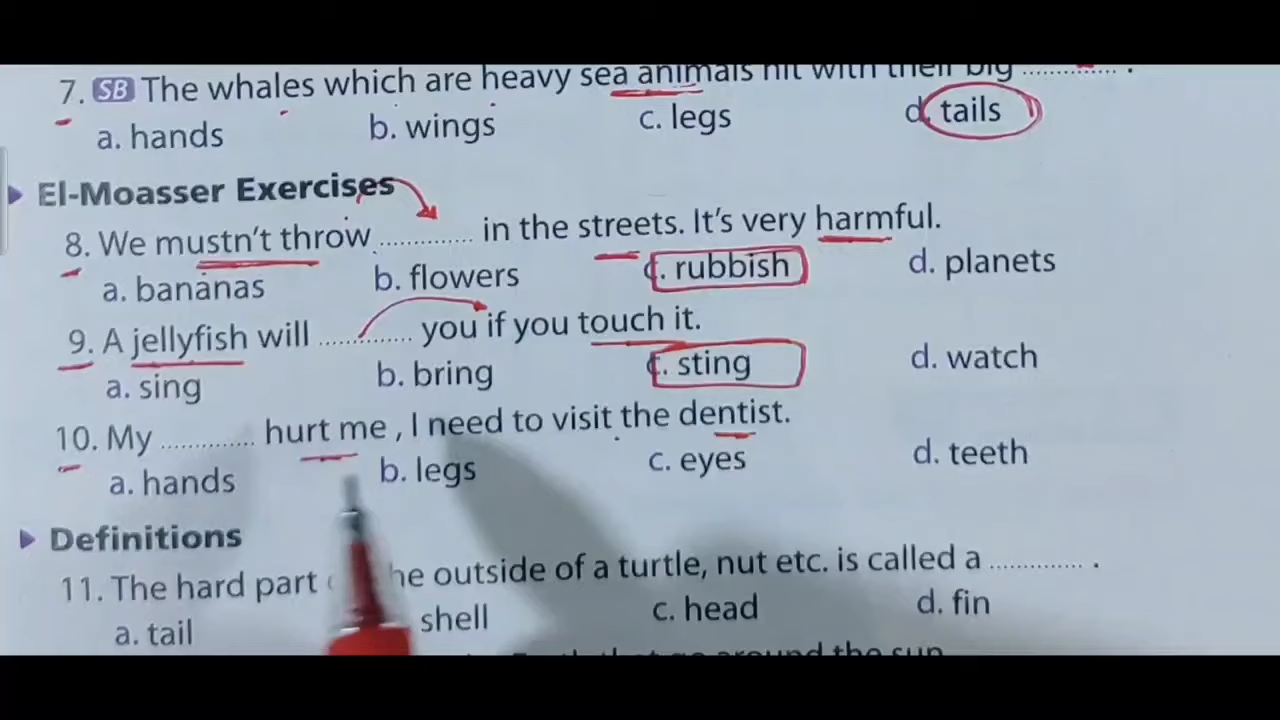 7. SB The whales which are heavy sea animals hit with their big .............. .
a. hands b. wings c. legs d. tails
El-Moasser Exercises
8. We mustn't throw .............. in the streets. It's very harmful.
a. bananas b. flowers c. rubbish d. planets
9. A jellyfish will .............. you if you touch it.
a. sing b. bring c. sting d. watch
10. My .............. hurt me , I need to visit the dentist.
a. hands b. legs c. eyes d. teeth
Definitions
11. The hard part he outside of a turtle, nut etc. is called a .............. .
a. tail shell c. head d. fin
around the sun